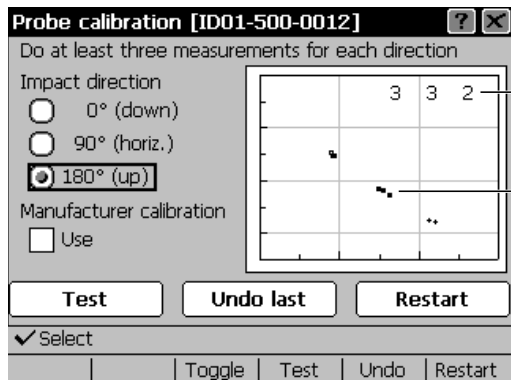 Probe calibration [ID01-500-0012] ?
Do at least three measurements for each direction
Impact direction
0° (down)
90° (horiz.)
180° (up)
Manufacturer calibration
Use
3 3 2
Test Undo last Restart
Select
Toggle Test Undo Restart